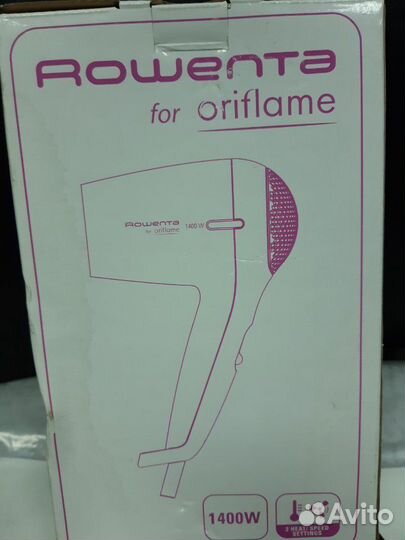 Rowenta
for oriflame
Rowenta
for oriflame
1400 W
1400W
2 HEAT/ SPEED
SETTINGS
Avito